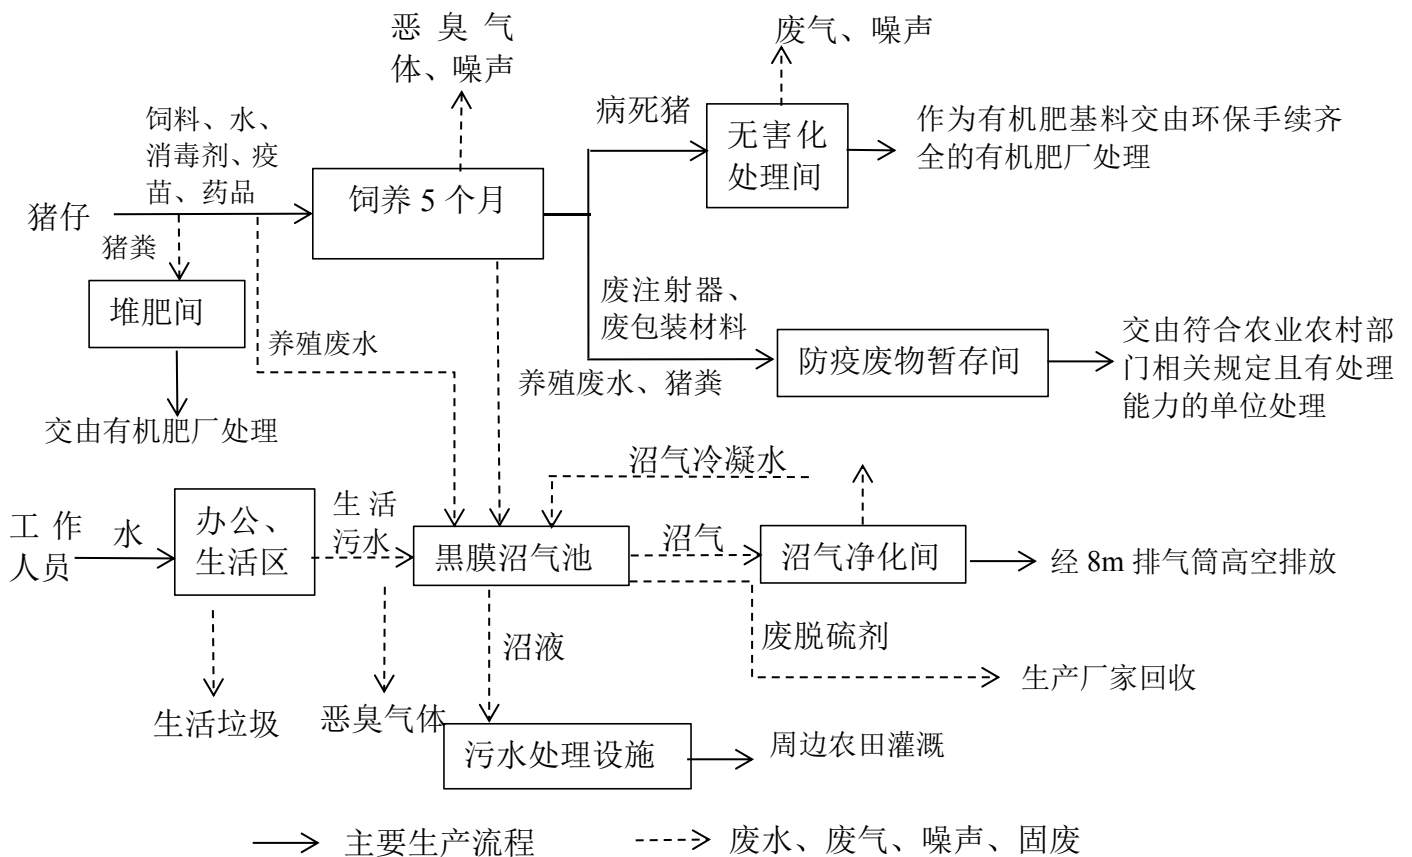 恶臭气
体、噪声
废气、噪声
饲料、水、
消毒剂、疫
苗、药品
病死猪
无害化
处理间
作为有机肥基料交由环保手续齐
全的有机肥厂处理
猪仔
饲养 5 个月
猪粪
堆肥间
养殖废水
废注射器、
废包装材料
养殖废水、猪粪
防疫废物暂存间
交由符合农业农村部
门相关规定且有处理
能力的单位处理
交由有机肥厂处理
沼气冷凝水
工作
人员
水
办公、
生活区
生活
污水
黑膜沼气池
沼气
沼气净化间
经 8m 排气筒高空排放
沼液
废脱硫剂
生产厂家回收
生活垃圾
恶臭气体
污水处理设施
周边农田灌溉
主要生产流程
废水、废气、噪声、固废